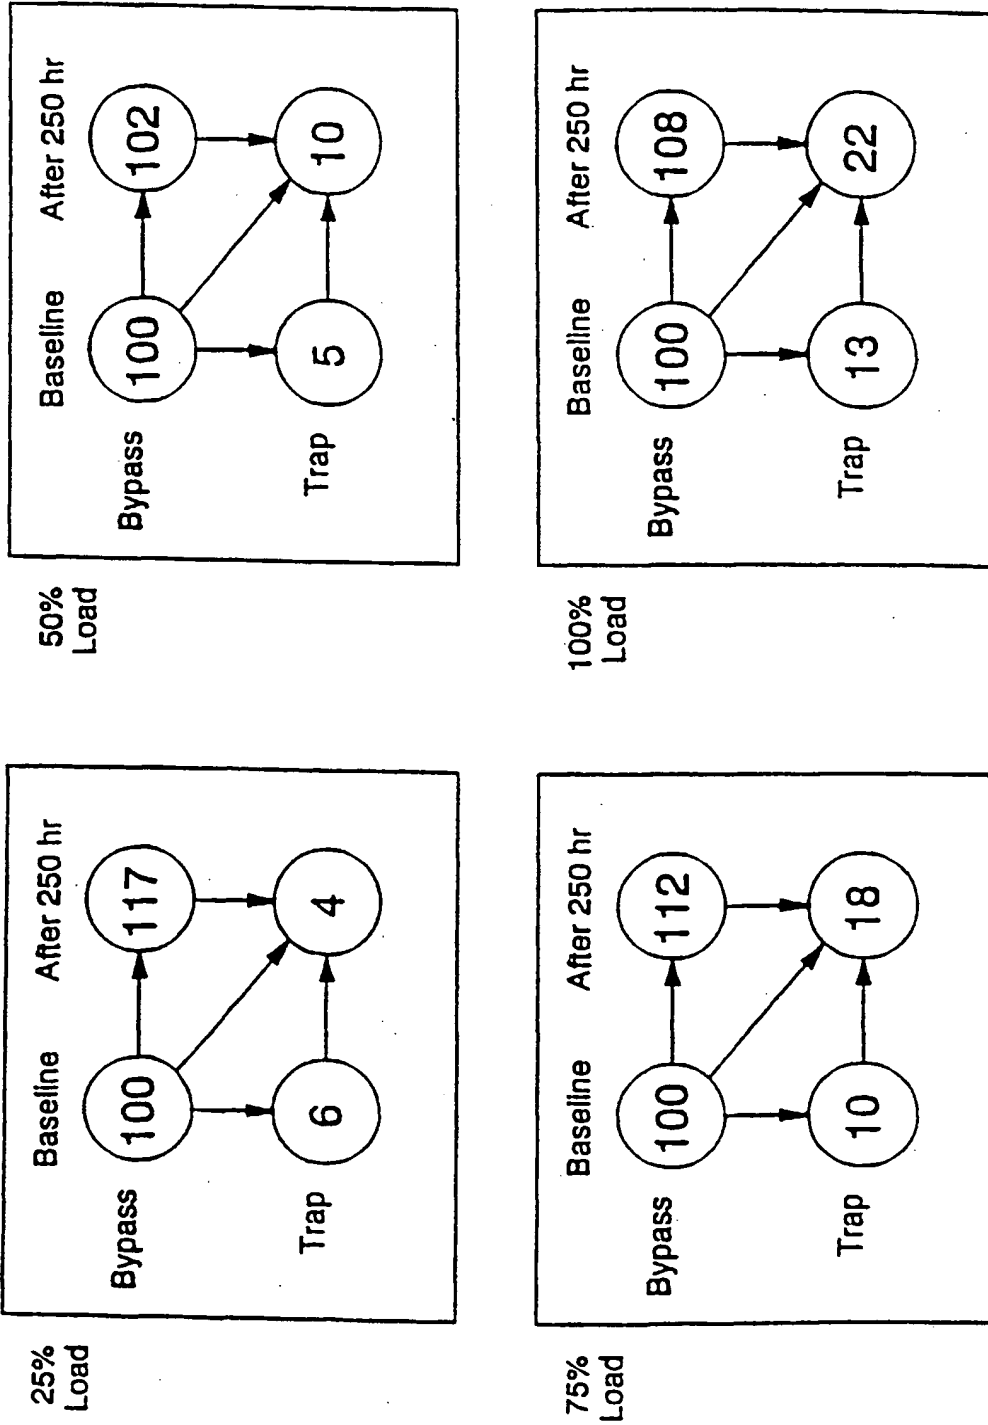 25%
Load
Baseline After 250 hr
Bypass 100 117
Trap 6 4
50%
Load
Baseline After 250 hr
Bypass 100 102
Trap 5 10
75%
Load
Baseline After 250 hr
Bypass 100 112
Trap 10 18
100%
Load
Baseline After 250 hr
Bypass 100 108
Trap 13 22